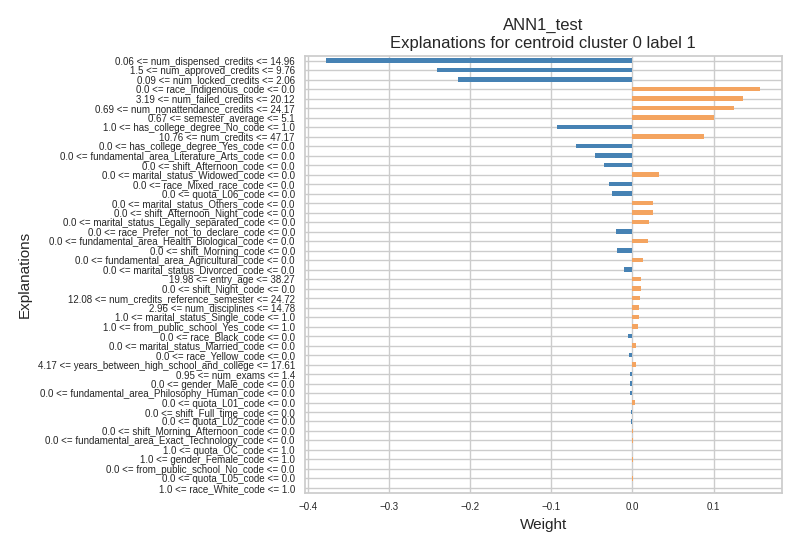 ANN1_test
Explanations for centroid cluster 0 label 1
0.06 <= num_dispensed_credits <= 14.96
1.5 <= num_approved_credits <= 9.76
0.09 <= num_locked_credits <= 2.06
0.0 <= race_Indigenous_code <= 0.0
3.19 <= num_failed_credits <= 20.12
0.69 <= num_nonattendance_credits <= 24.17
0.67 <= semester_average <= 5.1
1.0 <= has_college_degree_No_code <= 1.0
10.76 <= num_credits <= 47.17
0.0 <= has_college_degree_Yes_code <= 0.0
0.0 <= fundamental_area_Literature_Arts_code <= 0.0
0.0 <= shift_Afternoon_code <= 0.0
0.0 <= marital_status_Widowed_code <= 0.0
0.0 <= race_Mixed_race_code <= 0.0
0.0 <= quota_L06_code <= 0.0
0.0 <= marital_status_Others_code <= 0.0
0.0 <= shift_Afternoon_Night_code <= 0.0
0.0 <= marital_status_Legally_separated_code <= 0.0
0.0 <= race_Prefer_not_to_declare_code <= 0.0
0.0 <= fundamental_area_Health_Biological_code <= 0.0
0.0 <= shift_Morning_code <= 0.0
0.0 <= fundamental_area_Agricultural_code <= 0.0
0.0 <= marital_status_Divorced_code <= 0.0
19.98 <= entry_age <= 38.27
0.0 <= shift_Night_code <= 0.0
12.08 <= num_credits_reference_semester <= 24.72
2.96 <= num_disciplines <= 14.78
1.0 <= marital_status_Single_code <= 1.0
1.0 <= from_public_school_Yes_code <= 1.0
0.0 <= race_Black_code <= 0.0
0.0 <= marital_status_Married_code <= 0.0
0.0 <= race_Yellow_code <= 0.0
4.17 <= years_between_high_school_and_college <= 17.61
0.95 <= num_exams <= 1.4
0.0 <= gender_Male_code <= 0.0
0.0 <= fundamental_area_Philosophy_Human_code <= 0.0
0.0 <= quota_L01_code <= 0.0
0.0 <= shift_Full_time_code <= 0.0
0.0 <= quota_L02_code <= 0.0
0.0 <= shift_Morning_Afternoon_code <= 0.0
0.0 <= fundamental_area_Exact_Technology_code <= 0.0
1.0 <= quota_OC_code <= 1.0
1.0 <= gender_Female_code <= 1.0
0.0 <= from_public_school_No_code <= 0.0
0.0 <= quota_L05_code <= 0.0
1.0 <= race_White_code <= 1.0
Explanations
−0.4 −0.3 −0.2 −0.1 0.0 0.1
Weight